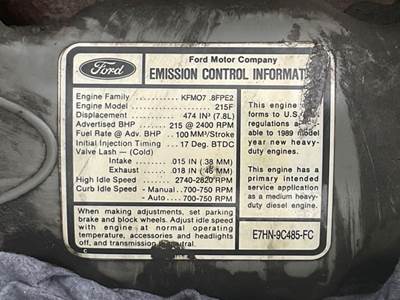 Ford
Ford Motor Company
EMISSION CONTROL INFORMAT
Engine Family .......... KFMO7 .8FPE2
Engine Model .......... 215F
Displacement .......... 474 IN³ (7.8L)
Advertised BHP .... 215 @ 2400 RPM
Fuel Rate @ Adv. BHP .. 100 MM³/Stroke
Initial Injection Timing ... 17 Deg. BTDC
Valve Lash — (Cold)
Intake .......... .015 IN (.38 MM)
Exhaust .......... .018 IN (.46 MM)
High Idle Speed .... 2740-2820 RPM
Curb Idle Speed - Manual . 700-750 RPM
- Auto ... 700-750 RPM
This engine
forms to U.S.
regulations a
ble to 1989 model
year new heavy-
duty engines.
This engine has a
primary intended
service application
as a medium heavy-
duty diesel engine.
When making adjustments, set parking
brake and block wheels. Adjust idle speed
with engine at normal operating
temperature, accessories and headlights
off, and transmission in neutral.
E7HN-9C485-FC
C